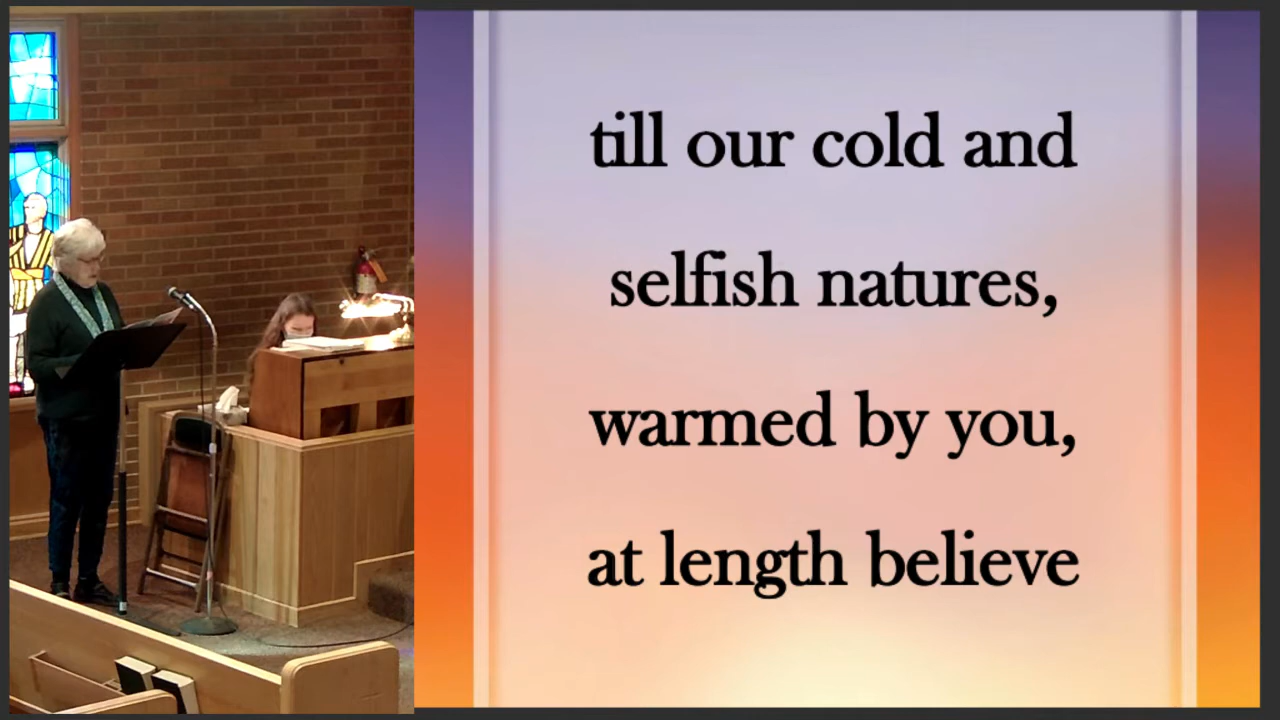 till our cold and
selfish natures,
warmed by you,
at length believe